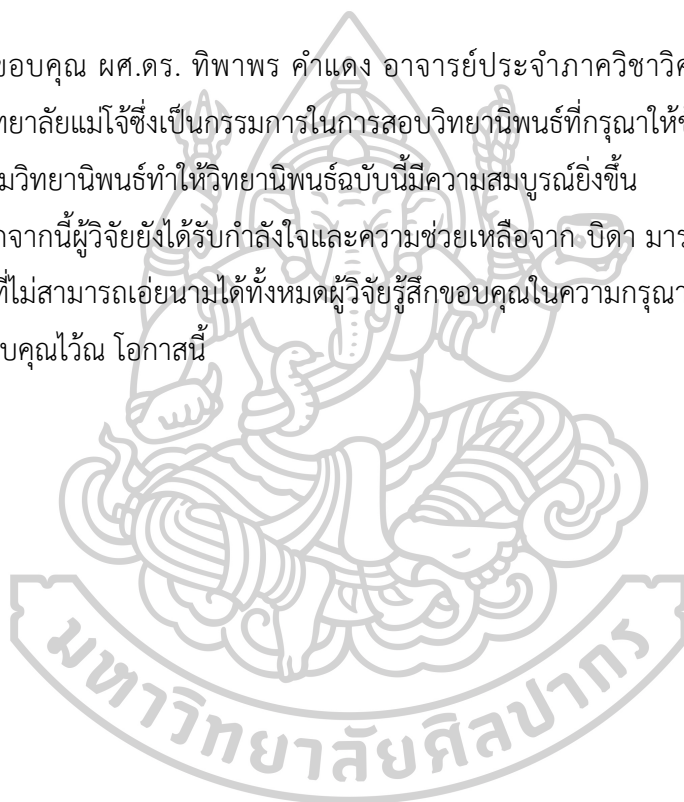 ขอบคุณ ผศ.ดร. ทิพาพร คำแดง อาจารย์ประจำภาควิชาวิศ
ทยาลัยแม่โจ้ซึ่งเป็นกรรมการในการสอบวิทยานิพนธ์ที่กรุณาให้
มวิทยานิพนธ์ทำให้วิทยานิพนธ์ฉบับนี้มีความสมบูรณ์ยิ่งขึ้น
จากนี้ผู้วิจัยยังได้รับกำลังใจและความช่วยเหลือจาก บิดา มาร
ที่ไม่สามารถเอ่ยนามได้ทั้งหมดผู้วิจัยรู้สึกขอบคุณในความกรุณา
บคุณไว้ณ โอกาสนี้
มหาวิทยาลัยศิลปากร